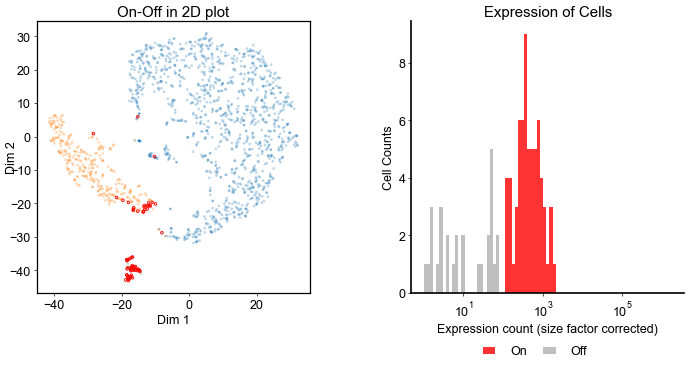 On-Off in 2D plot
30
20
10
0
−10
−20
−30
−40
Dim 2
−40
−20
0
20
Dim 1
Expression of Cells
8
6
4
2
0
Cell Counts
10^1
10^3
10^5
Expression count (size factor corrected)
On
Off